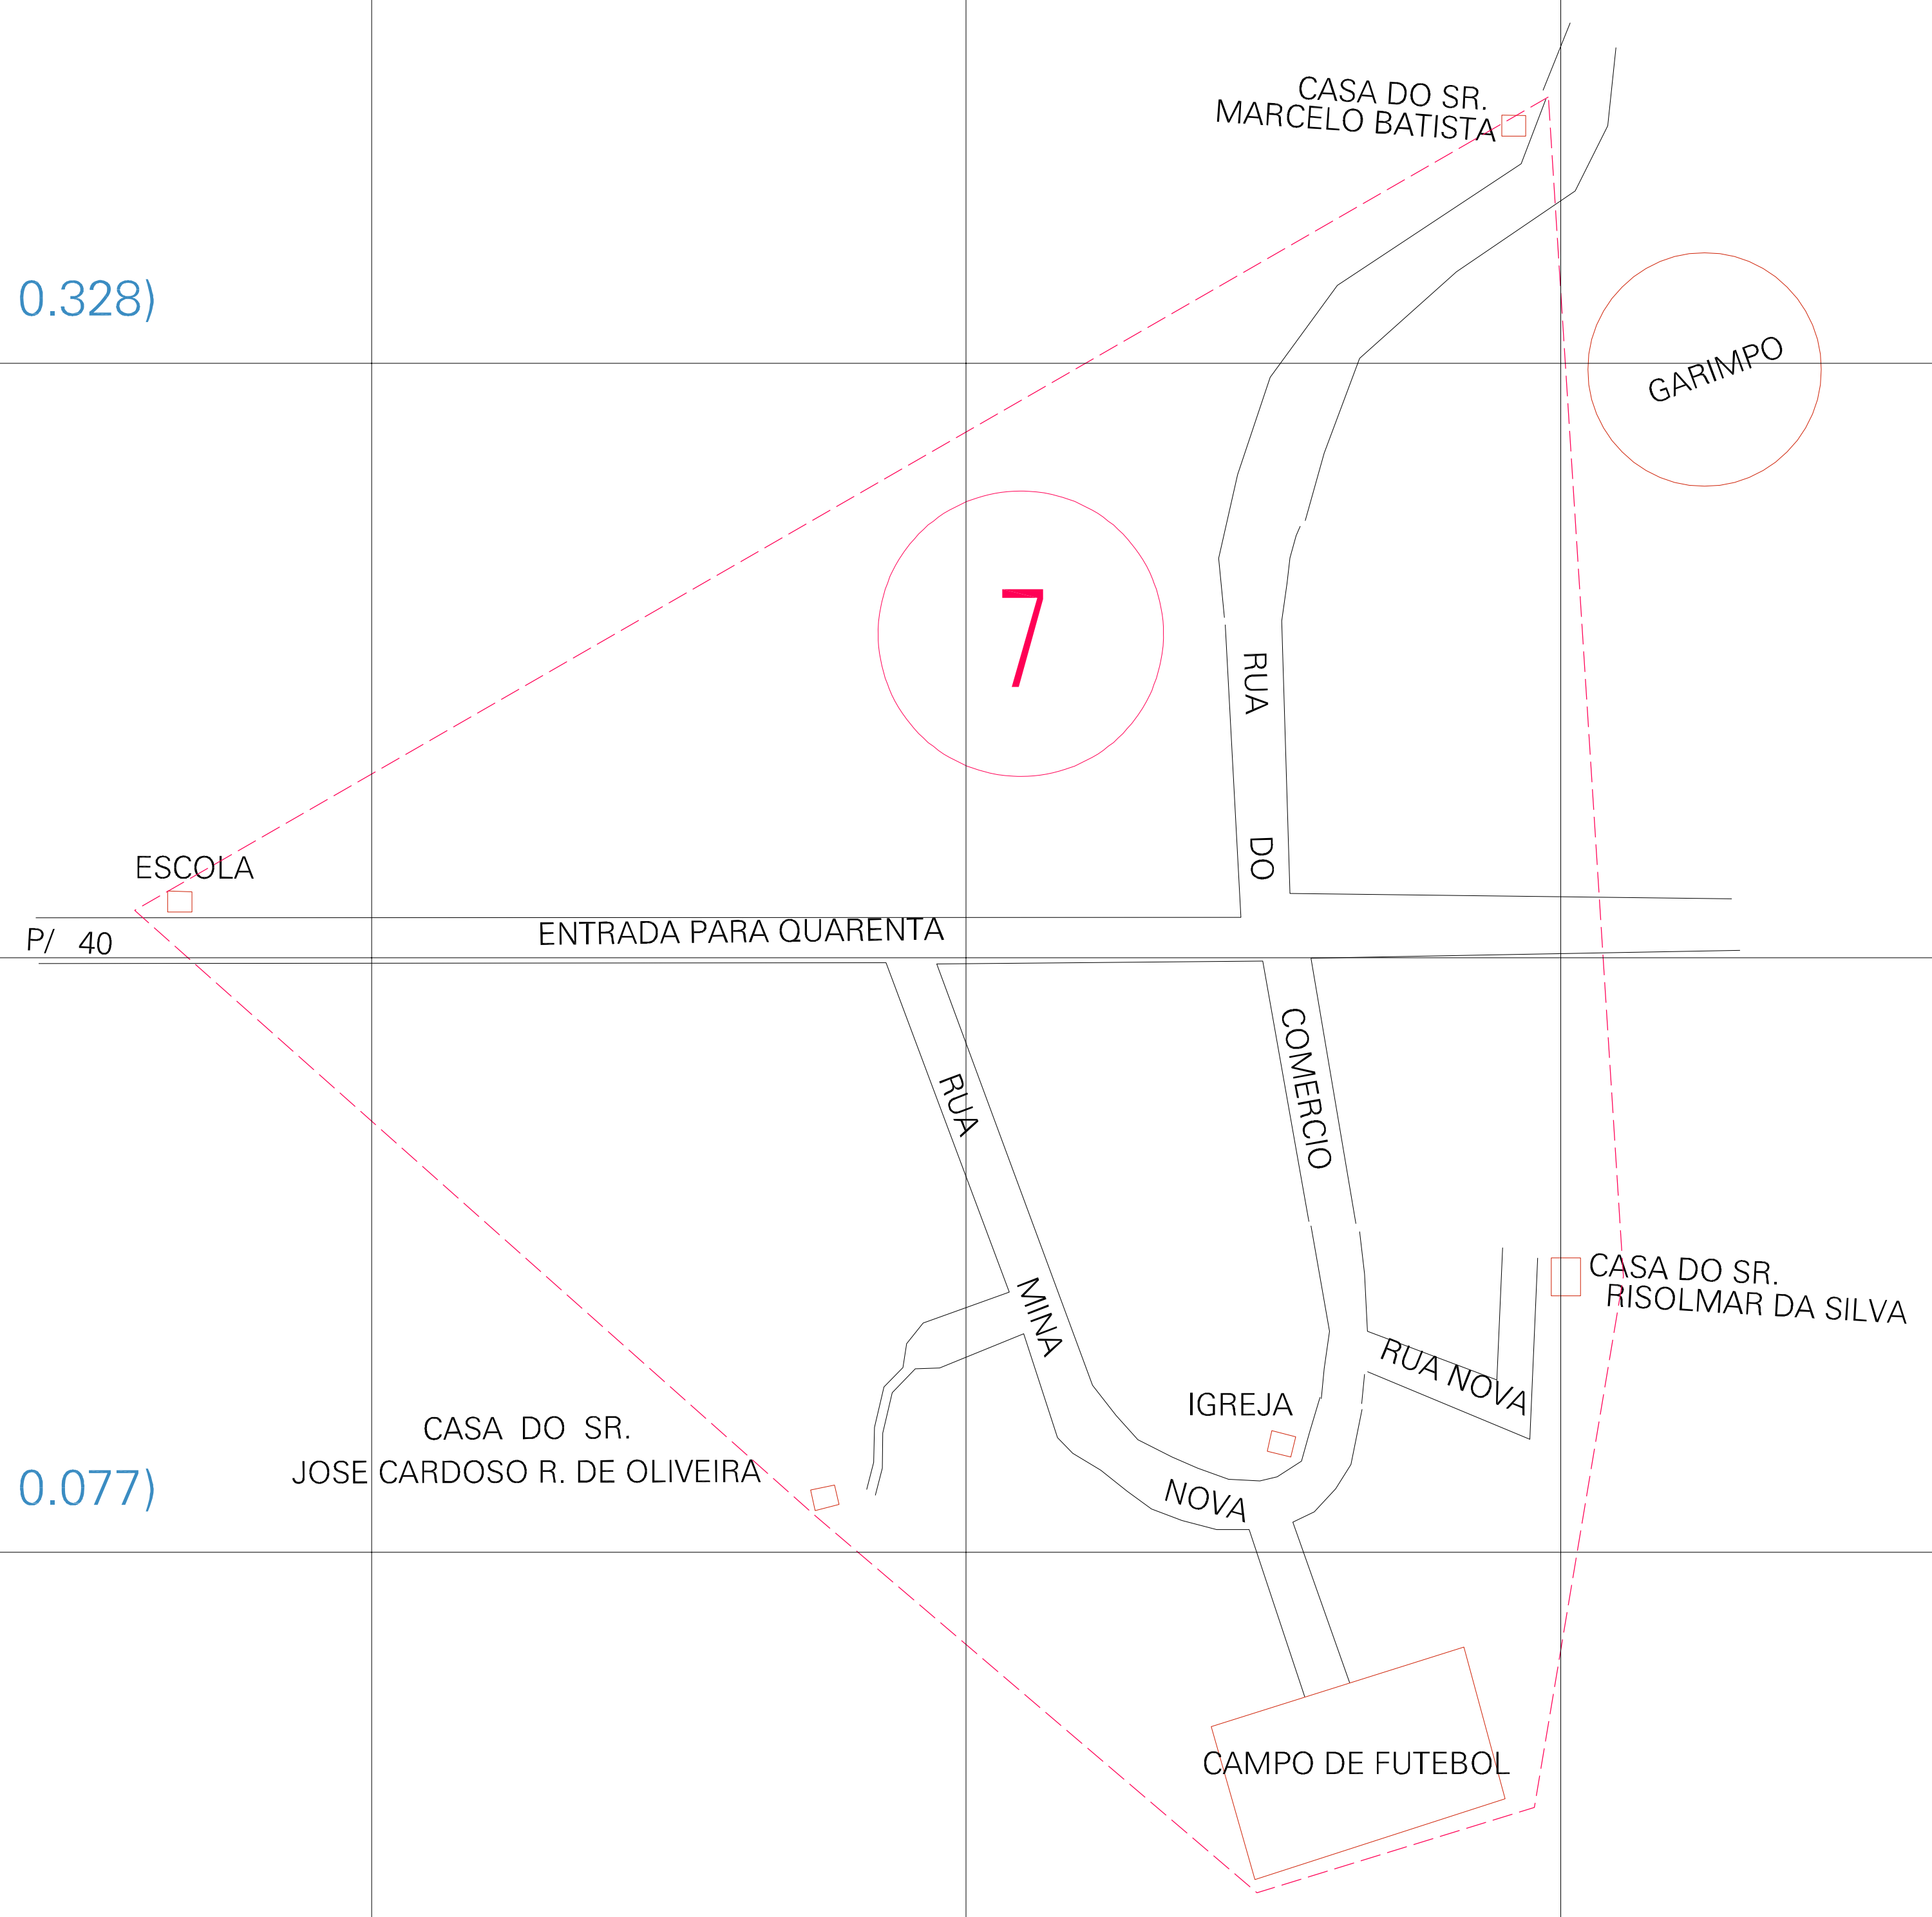 CASA DO SR.
MARCELO BATISTA
0.328)
GARIMPO
7
RUA DO COMERCIO
ESCOLA
ENTRADA PARA QUARENTA
P/ 40
RUA MINA NOVA
CASA DO SR.
RISOLMAR DA SILVA
RUA NOVA
IGREJA
CASA DO SR.
JOSE CARDOSO R. DE OLIVEIRA
0.077)
CAMPO DE FUTEBOL